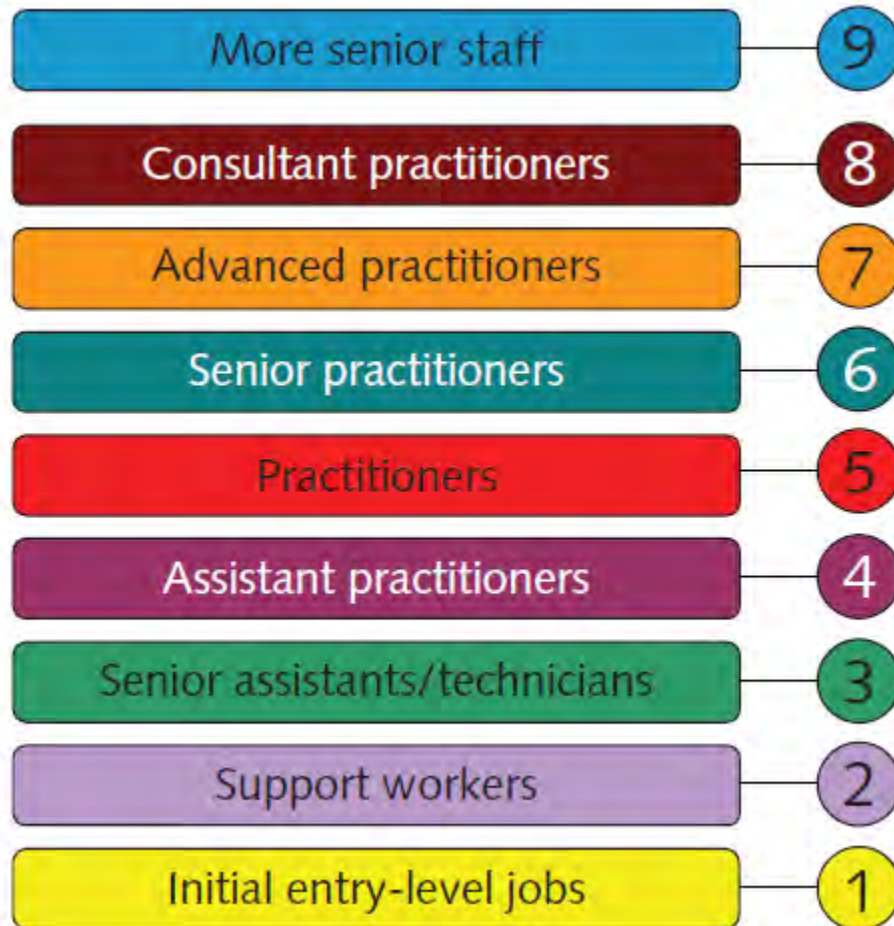 More senior staff 9
Consultant practitioners 8
Advanced practitioners 7
Senior practitioners 6
Practitioners 5
Assistant practitioners 4
Senior assistants/technicians 3
Support workers 2
Initial entry-level jobs 1